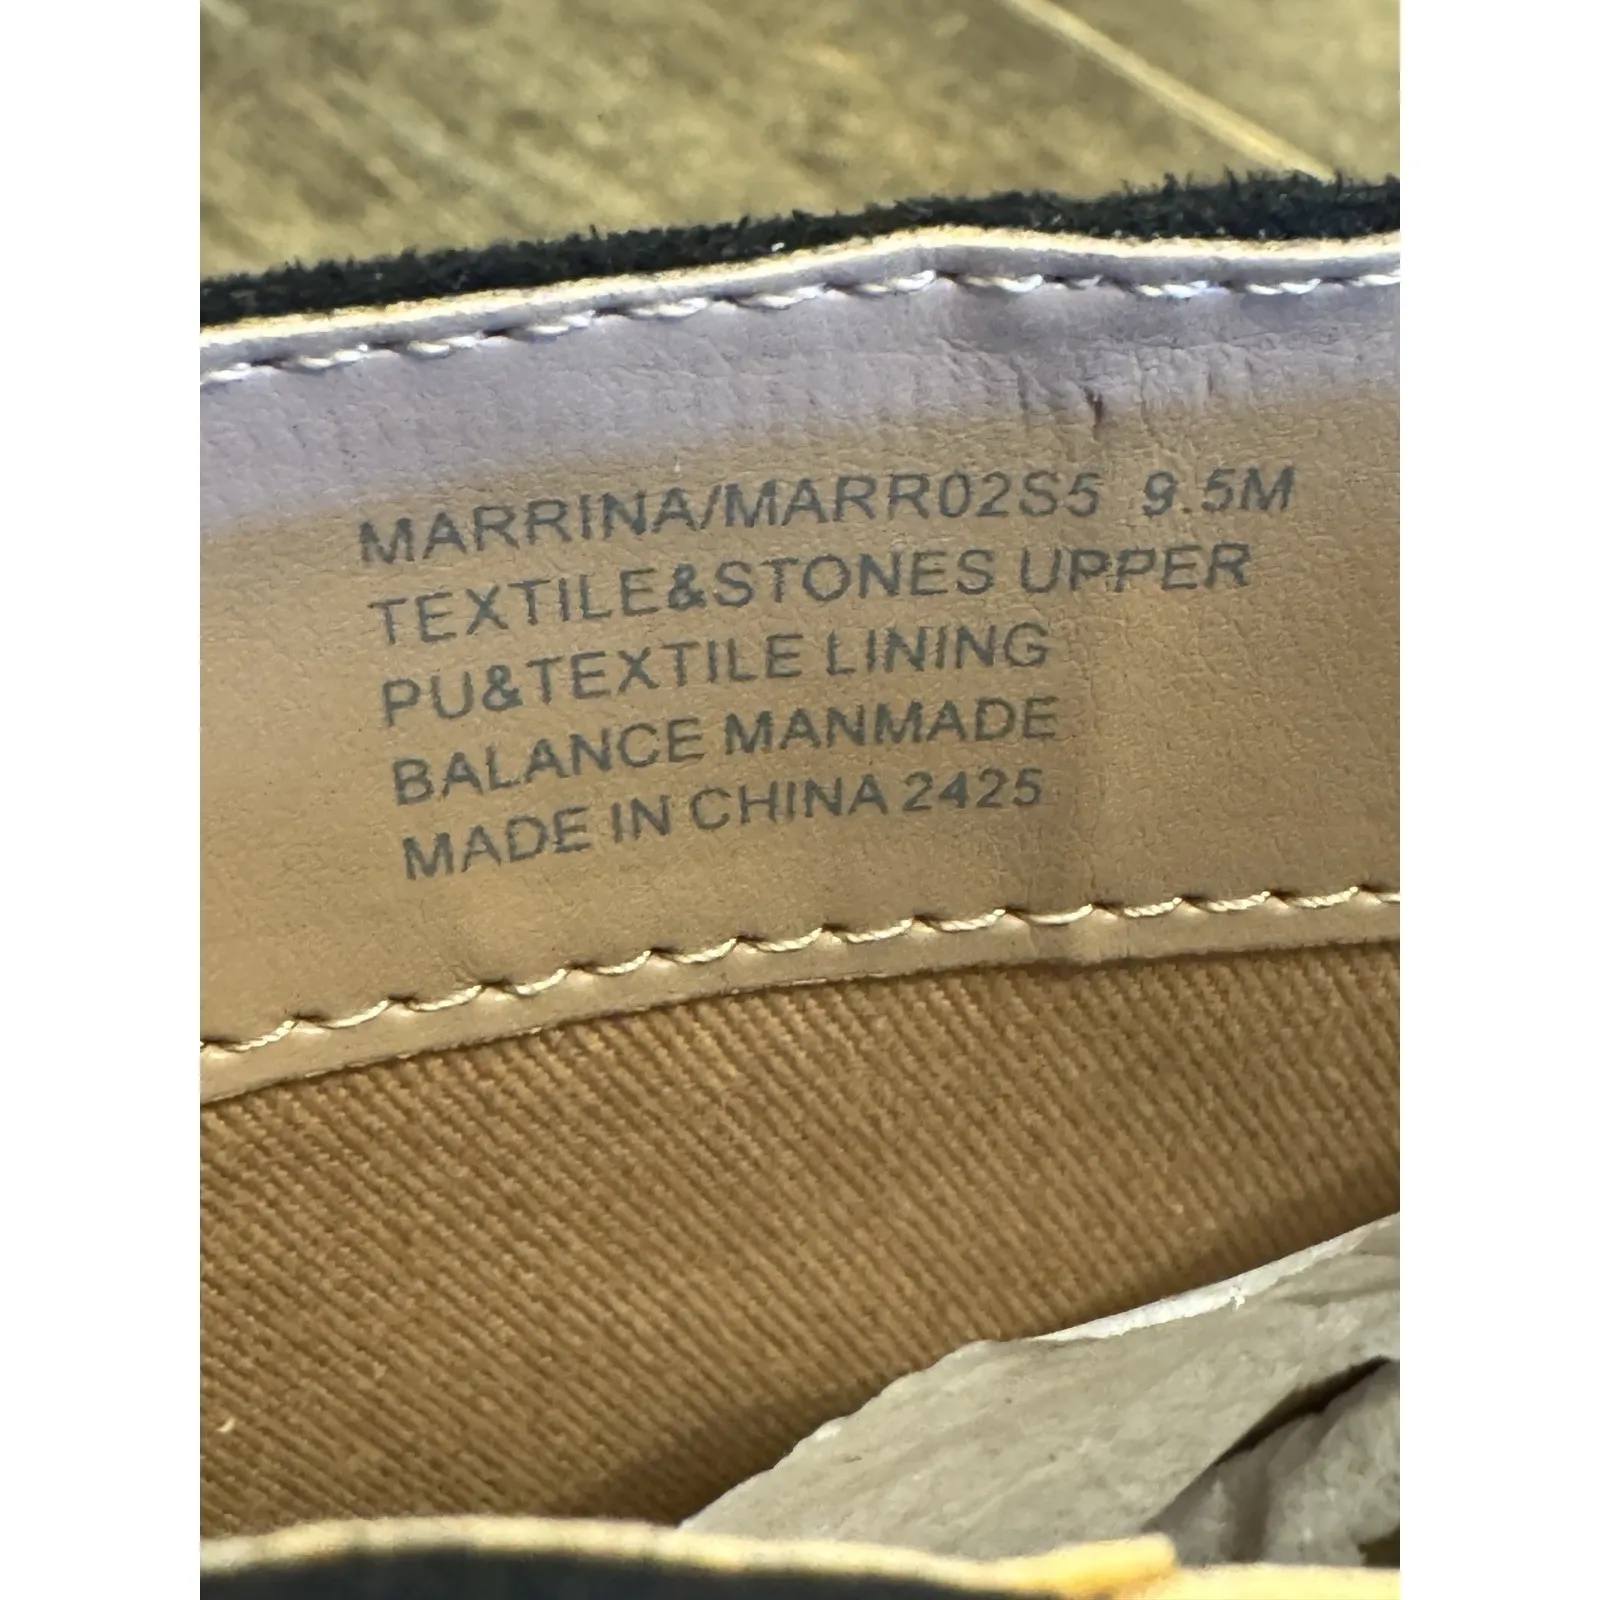 MARRINA/MARR02S5 9.5M
TEXTILE&STONES UPPER
PU&TEXTILE LINING
BALANCE MANMADE
MADE IN CHINA 2425